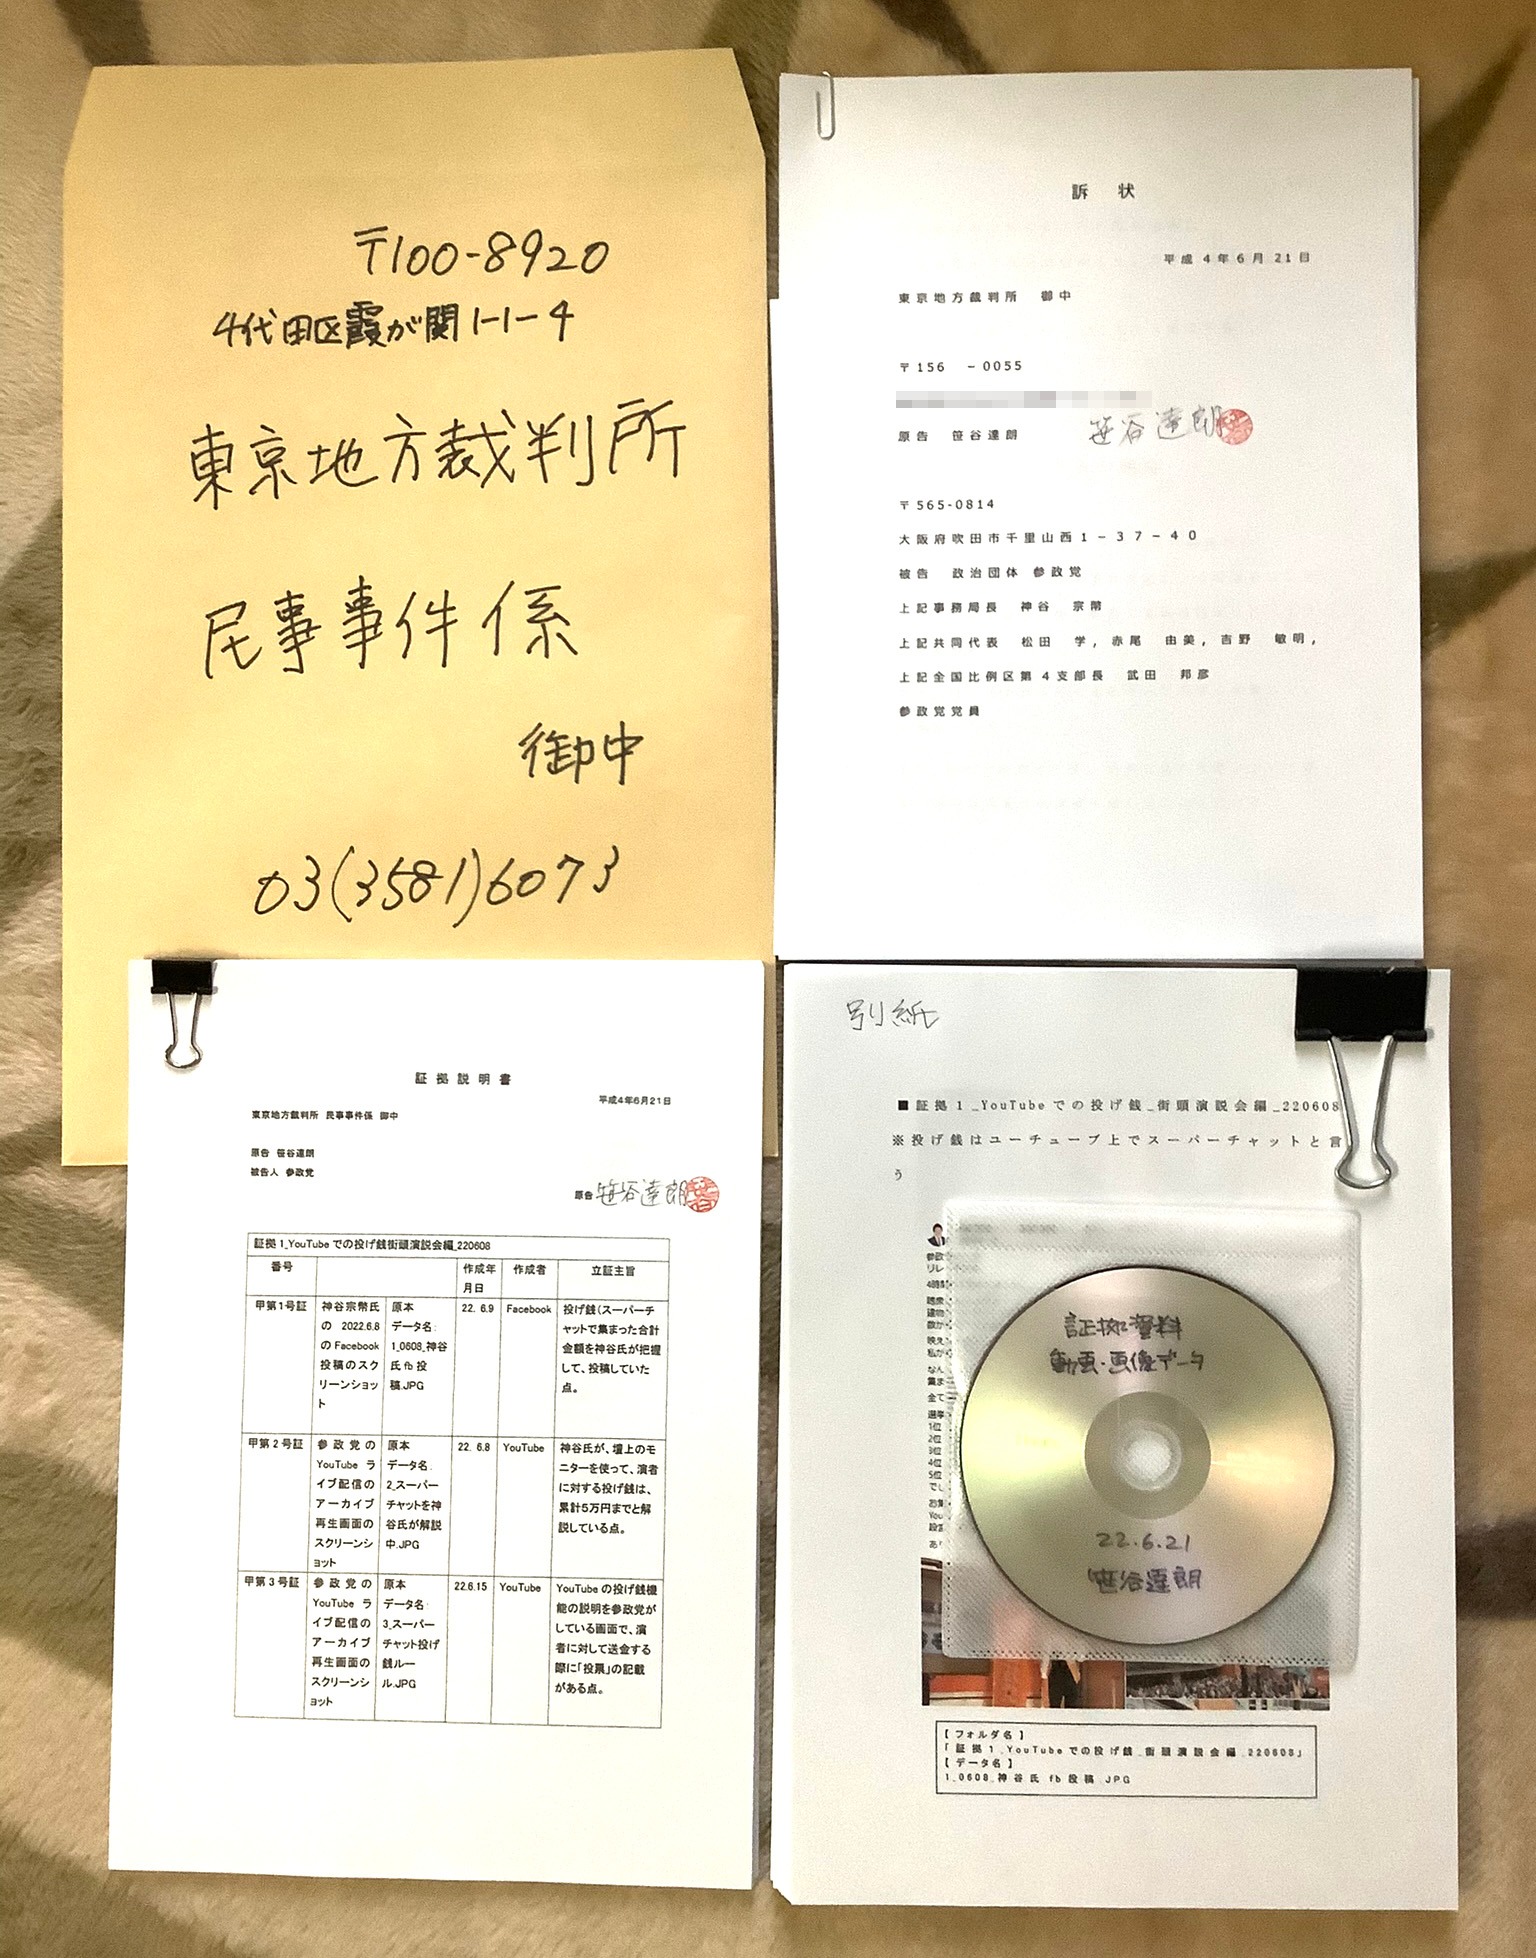 〒100-8920
千代田区霞が関1-1-4
東京地方裁判所
民事事件係
御中
03(3581)6073
訴 状
平成4年6月21日
東京地方裁判所 御中
〒156 -0055
原告 笹谷達朗 笹谷達朗
〒565-0814
大阪府吹田市千里山西1-37-40
被告 政治団体 参政党
上記事務局長 神谷 宗幣
上記共同代表 松田 学, 赤尾 由美, 吉野 敏明,
上記全国比例区第4支部長 武田 邦彦
参政党党員
証拠説明書
平成4年6月21日
東京地方裁判所 民事事件係 御中
原告 笹谷達朗
被告人 参政党
原告 笹谷達朗
証拠1_YouTubeでの投げ銭街頭演説会編_220608
番号 作成年月日 作成者 立証主旨
甲第1号証
神谷宗幣氏
の 2022.6.8
のFacebook
投稿のスク
リーンショッ
ト
原本
データ名:
1_0608_神谷
氏fb投
稿.JPG
22. 6.9
Facebook
投げ銭(スーパーチ
ャットで集まった合計
金額を神谷氏が把握
して、投稿していた
点。
甲第2号証
参政党の
YouTube ラ
イブ配信の
アーカイブ
再生画面の
スクリーンシ
ョット
原本
データ名.
2_スーパー
チャットを神
谷氏が解説
中.JPG
22. 6.8
YouTube
神谷氏が、壇上のモ
ニターを使って、演者
に対する投げ銭は、
累計5万円までと解
説している点。
甲第3号証
参政党の
YouTube ラ
イブ配信の
アーカイブ
再生画面の
スクリーンシ
ョット
原本
データ名:
3_スーパー
チャット投げ
銭ルー
ル.JPG
22.6.15
YouTube
YouTubeの投げ銭機
能の説明を参政党が
している画面で、演
者に対して送金する
際に「投票」の記載
がある点。
別紙
■証拠1_YouTubeでの投げ銭_街頭演説会編_220608
※投げ銭はユーチューブ上でスーパーチャットと言
う
証拠資料
動画・画像データ
22.6.21
笹谷達朗
【フォルダ名】
「証拠1_YouTubeでの投げ銭_街頭演説会編_220608」
【データ名】
1_0608_神谷氏 fb投稿.JPG